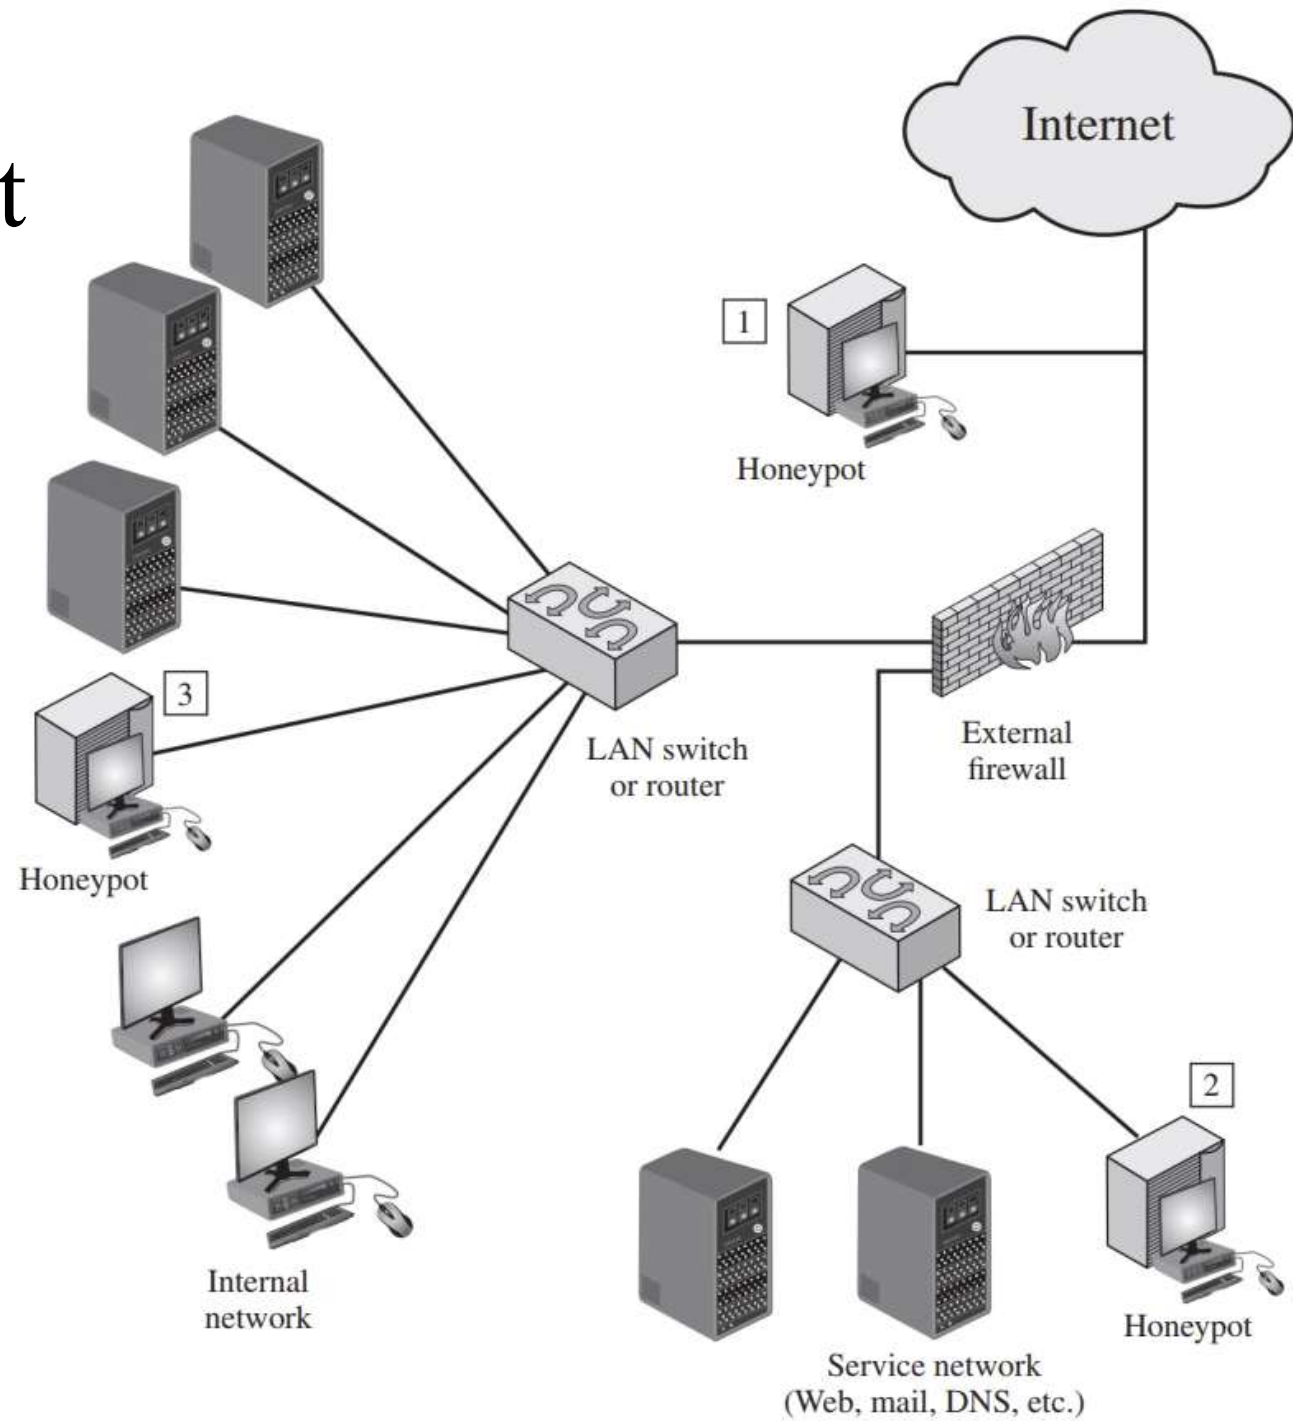 t
Internet
1
Honeypot
3
Honeypot
LAN switch
or router
External
firewall
LAN switch
or router
2
Honeypot
Internal
network
Service network
(Web, mail, DNS, etc.)